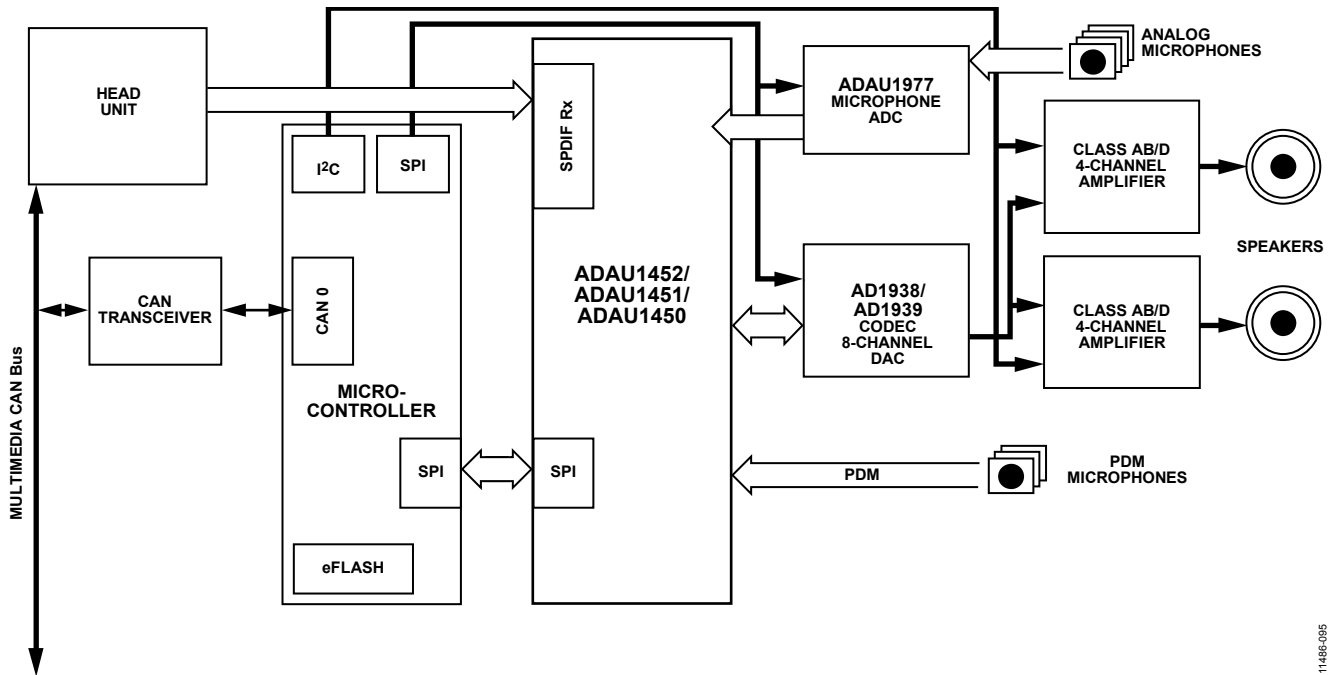 HEAD
UNIT
MULTIMEDIA CAN Bus
CAN
TRANSCEIVER
I²C
SPI
CAN 0
MICRO-
CONTROLLER
SPI
eFLASH
SPDIF Rx
ADAU1452/
ADAU1451/
ADAU1450
SPI
ADAU1977
MICROPHONE
ADC
ANALOG
MICROPHONES
AD1938/
AD1939
CODEC
8-CHANNEL
DAC
CLASS AB/D
4-CHANNEL
AMPLIFIER
SPEAKERS
CLASS AB/D
4-CHANNEL
AMPLIFIER
PDM
PDM
MICROPHONES
11486-095